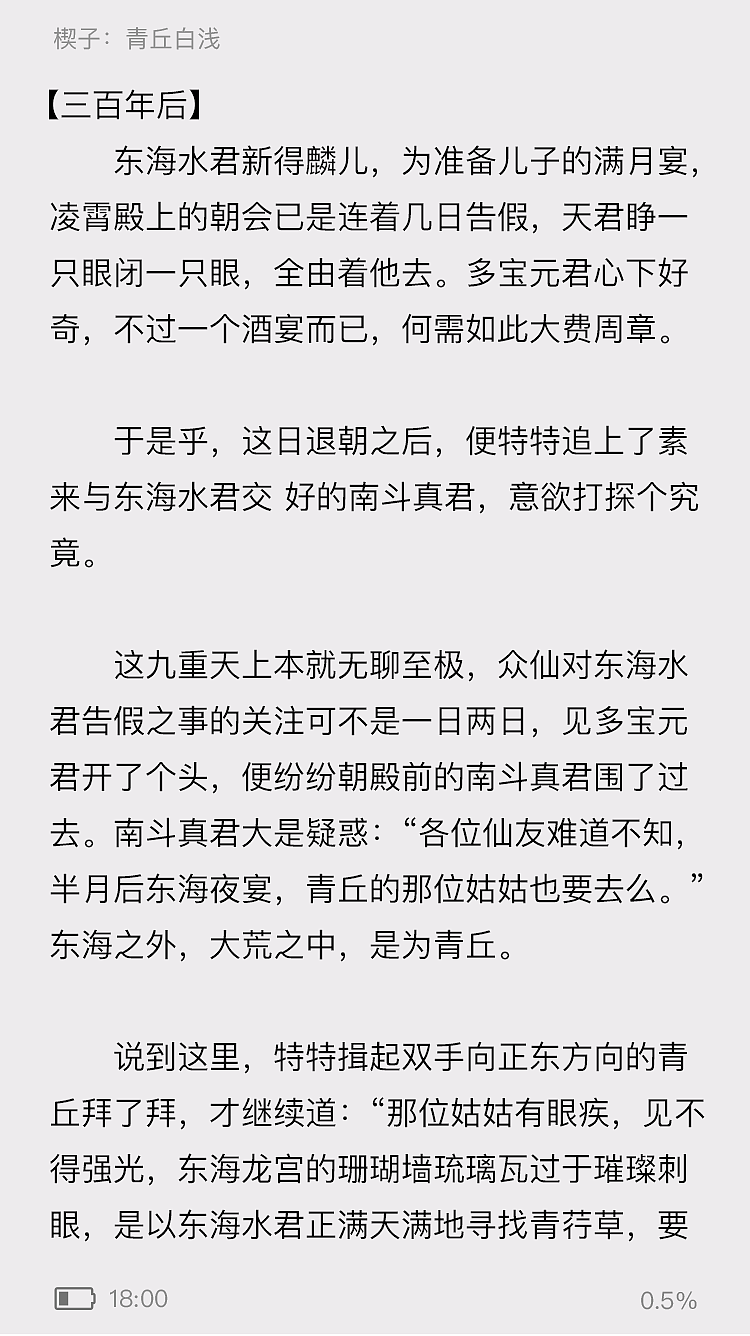 楔子：青丘白浅
【三百年后】
东海水君新得麟儿，为准备儿子的满月宴，
凌霄殿上的朝会已是连着几日告假，天君睁一
只眼闭一只眼，全由着他去。多宝元君心下好
奇，不过一个酒宴而已，何需如此大费周章。
于是乎，这日退朝之后，便特特追上了素
来与东海水君交 好的南斗真君，意欲打探个究
竟。
这九重天上本就无聊至极，众仙对东海水
君告假之事的关注可不是一日两日，见多宝元
君开了个头，便纷纷朝殿前的南斗真君围了过
去。南斗真君大是疑惑：“各位仙友难道不知，
半月后东海夜宴，青丘的那位姑姑也要去么。”
东海之外，大荒之中，是为青丘。
说到这里，特特揖起双手向正东方向的青
丘拜了拜，才继续道：“那位姑姑有眼疾，见不
得强光，东海龙宫的珊瑚墙琉璃瓦过于璀璨刺
眼，是以东海水君正满天满地寻找青荇草，要
18:00
0.5%